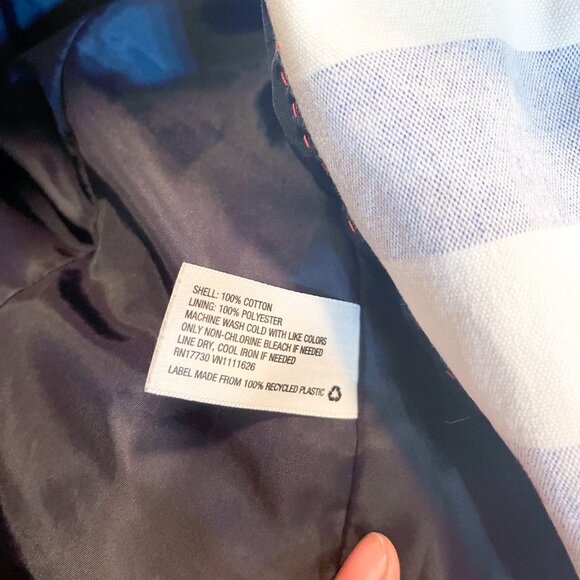 SHELL: 100% COTTON
LINING: 100% POLYESTER
MACHINE WASH COLD WITH LIKE COLORS
ONLY NON-CHLORINE BLEACH IF NEEDED
LINE DRY, COOL IRON IF NEEDED
RN17730 VN1111626
LABEL MADE FROM 100% RECYCLED PLASTIC